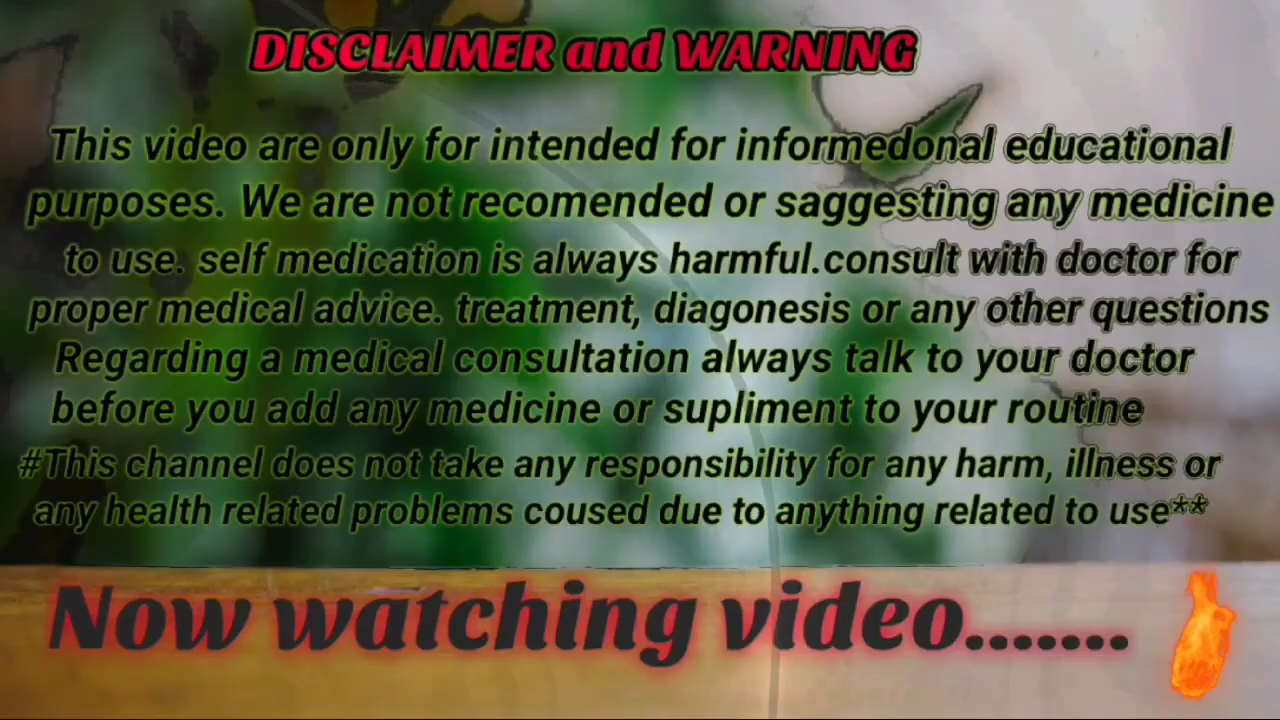 DISCLAIMER and WARNING
This video are only for intended for informedonal educational
purposes. We are not recomended or saggesting any medicine
to use. self medication is always harmful.consult with doctor for
proper medical advice. treatment, diagonesis or any other questions
Regarding a medical consultation always talk to your doctor
before you add any medicine or supliment to your routine
#This channel does not take any responsibility for any harm, illness or
any health related problems coused due to anything related to use**
Now watching video.......